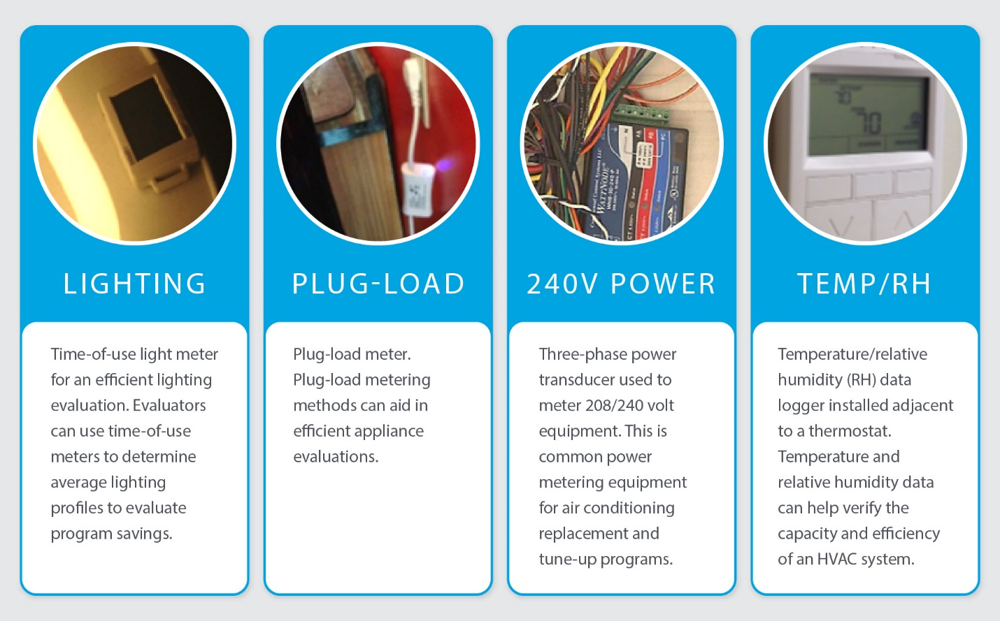 LIGHTING
Time-of-use light meter
for an efficient lighting
evaluation. Evaluators
can use time-of-use
meters to determine
average lighting
profiles to evaluate
program savings.
PLUG-LOAD
Plug-load meter.
Plug-load metering
methods can aid in
efficient appliance
evaluations.
WATTNODE
240V POWER
Three-phase power
transducer used to
meter 208/240 volt
equipment. This is
common power
metering equipment
for air conditioning
replacement and
tune-up programs.
70
70
TEMP/RH
Temperature/relative
humidity (RH) data
logger installed adjacent
to a thermostat.
Temperature and
relative humidity data
can help verify the
capacity and efficiency
of an HVAC system.